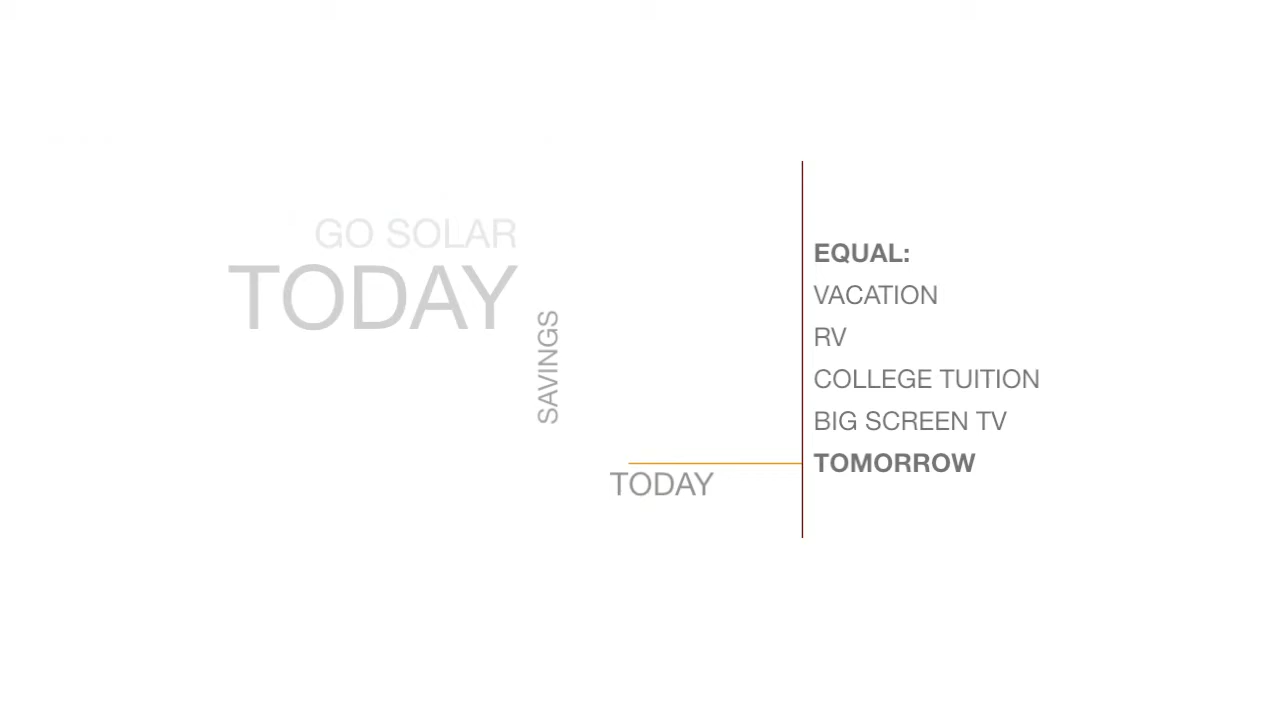 GO SOLAR
TODAY
SAVINGS
TODAY
EQUAL:
VACATION
RV
COLLEGE TUITION
BIG SCREEN TV
TOMORROW